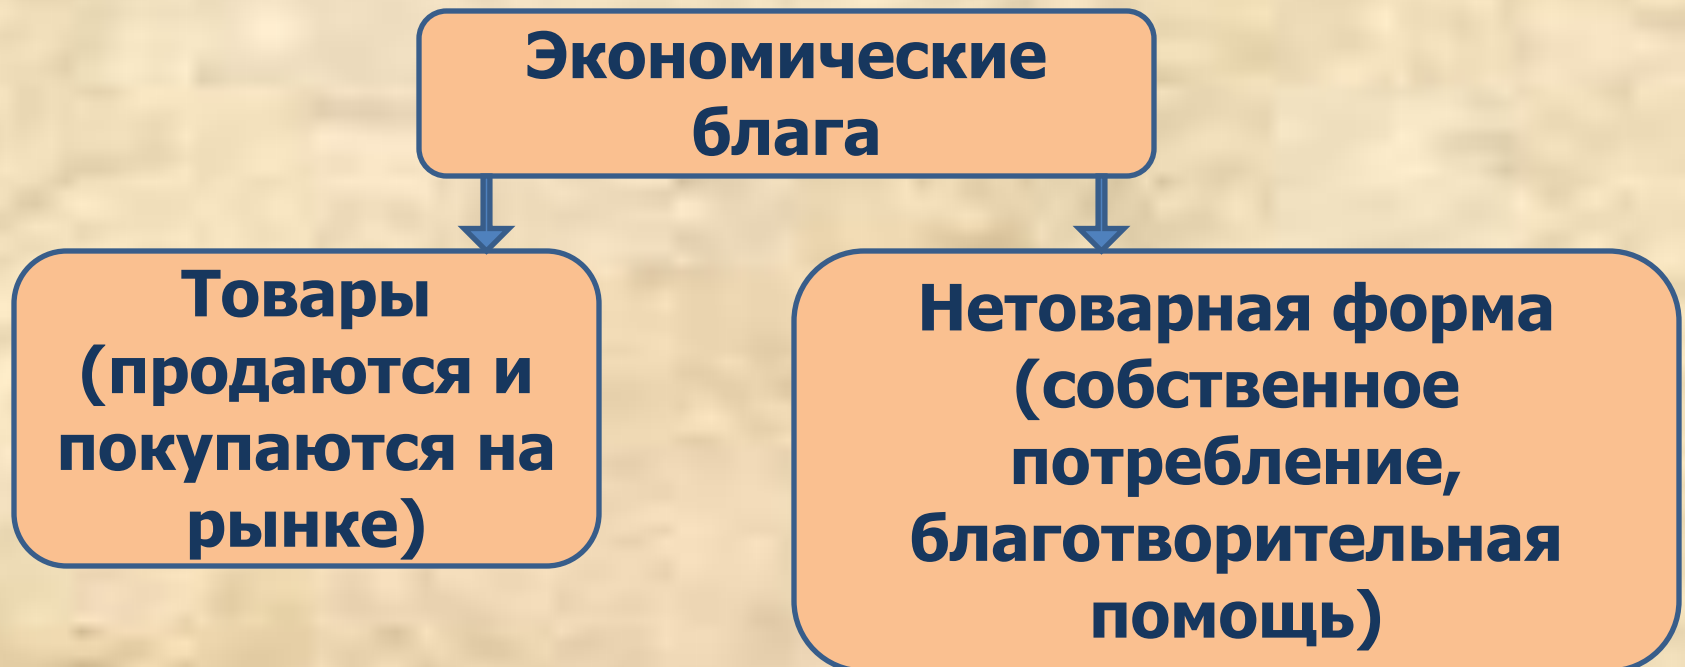 Экономические
блага
Товары
(продаются и
покупаются на
рынке)
Нетоварная форма
(собственное
потребление,
благотворительная
помощь)